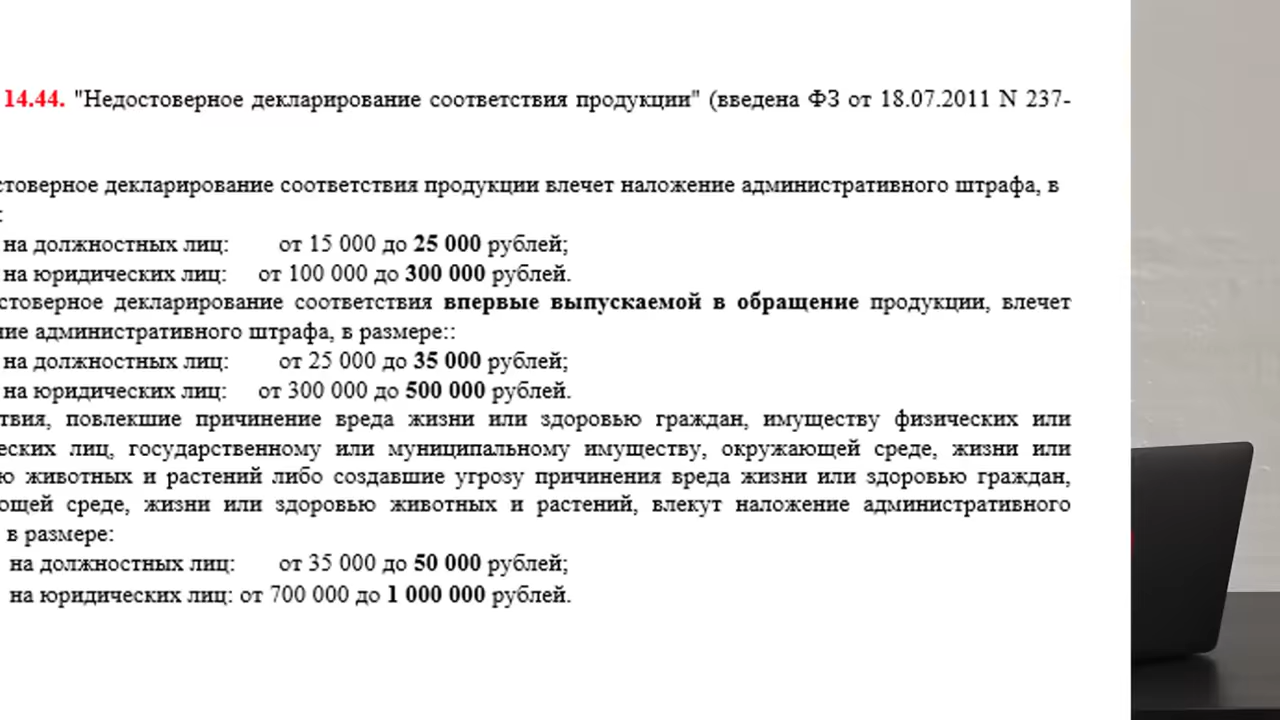 14.44. "Недостоверное декларирование соответствия продукции" (введена ФЗ от 18.07.2011 N 237-
стоверное декларирование соответствия продукции влечет наложение административного штрафа, в
:
на должностных лиц: от 15 000 до 25 000 рублей;
на юридических лиц: от 100 000 до 300 000 рублей.
стоверное декларирование соответствия впервые выпускаемой в обращение продукции, влечет
ние административного штрафа, в размере::
на должностных лиц: от 25 000 до 35 000 рублей;
на юридических лиц: от 300 000 до 500 000 рублей.
твия, повлекшие причинение вреда жизни или здоровью граждан, имуществу физических или
еских лиц, государственному или муниципальному имуществу, окружающей среде, жизни или
ю животных и растений либо создавшие угрозу причинения вреда жизни или здоровью граждан,
ющей среде, жизни или здоровью животных и растений, влекут наложение административного
в размере:
на должностных лиц: от 35 000 до 50 000 рублей;
на юридических лиц: от 700 000 до 1 000 000 рублей.